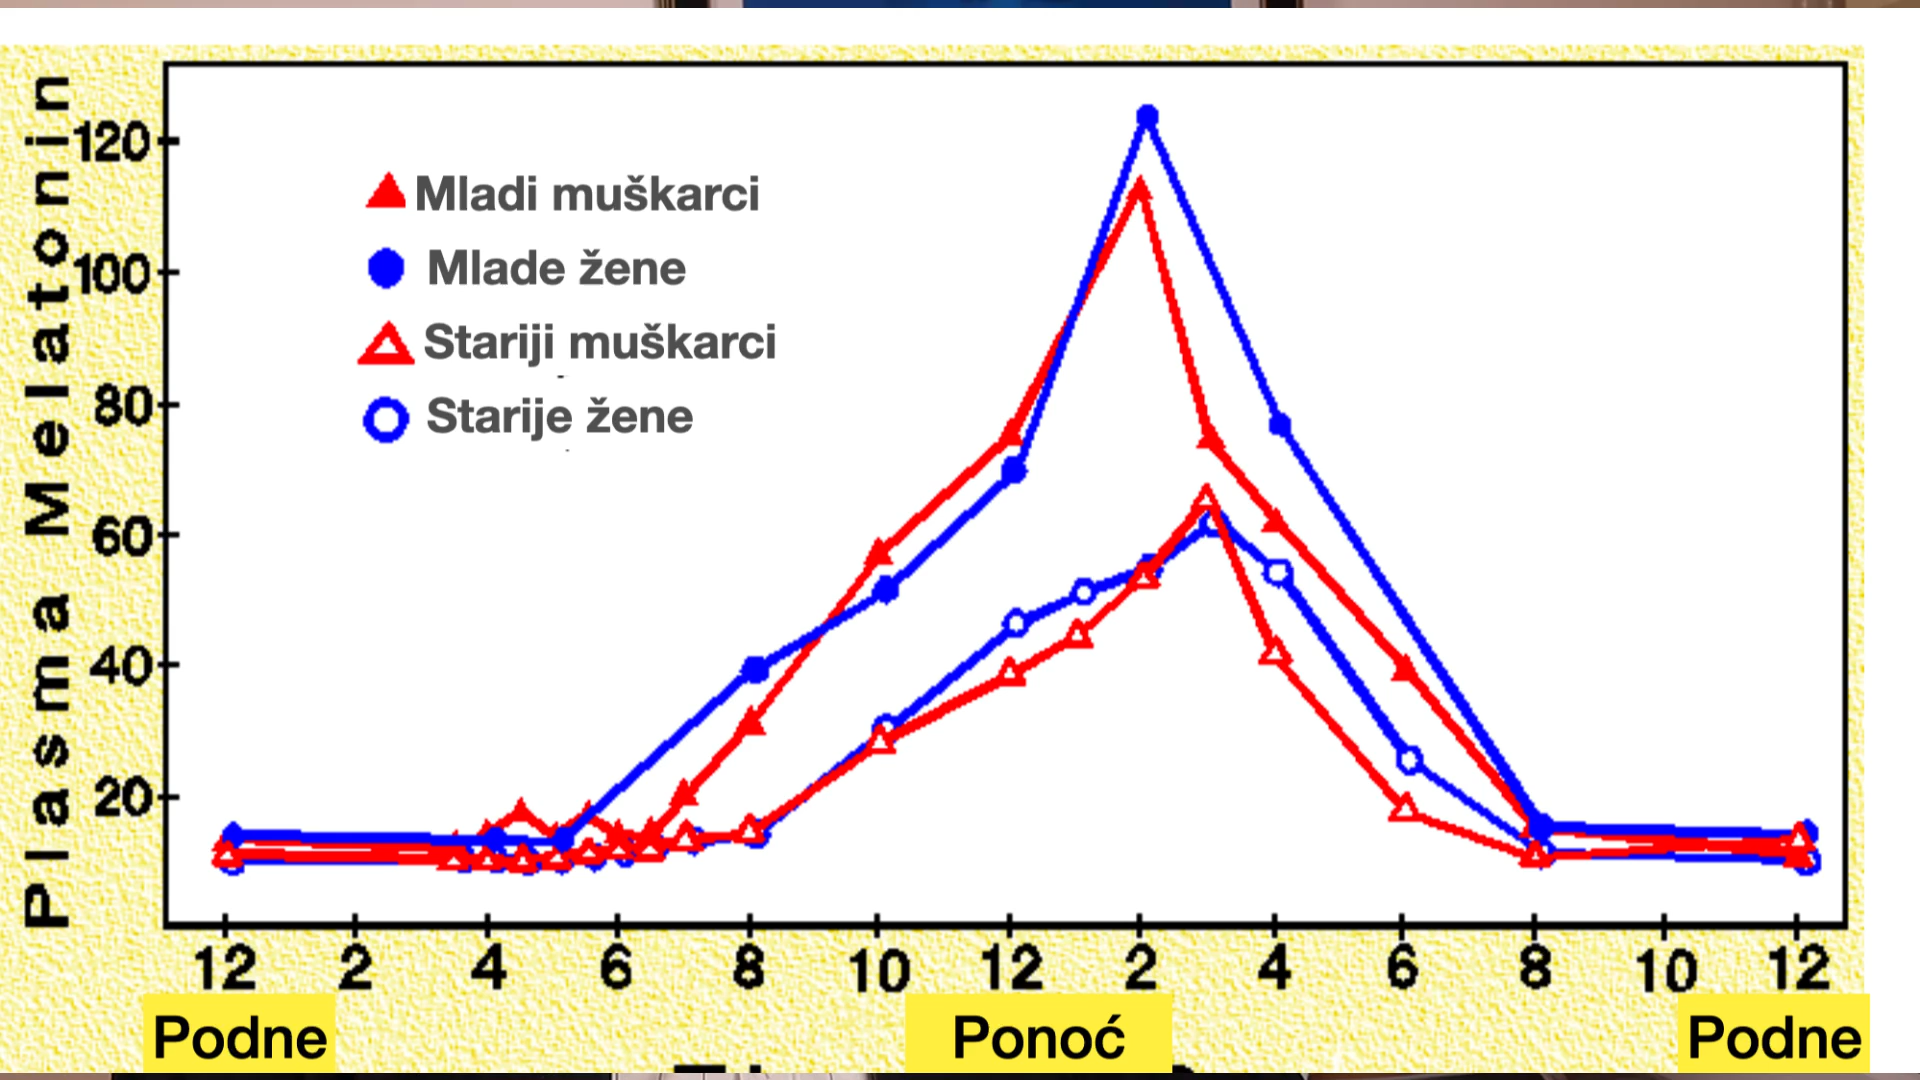 Plasma Melatonin
120
100
80
60
40
20
Mladi muškarci
Mlade žene
Stariji muškarci
Starije žene
12 2 4 6 8 10 12 2 4 6 8 10 12
Podne Ponoć Podne